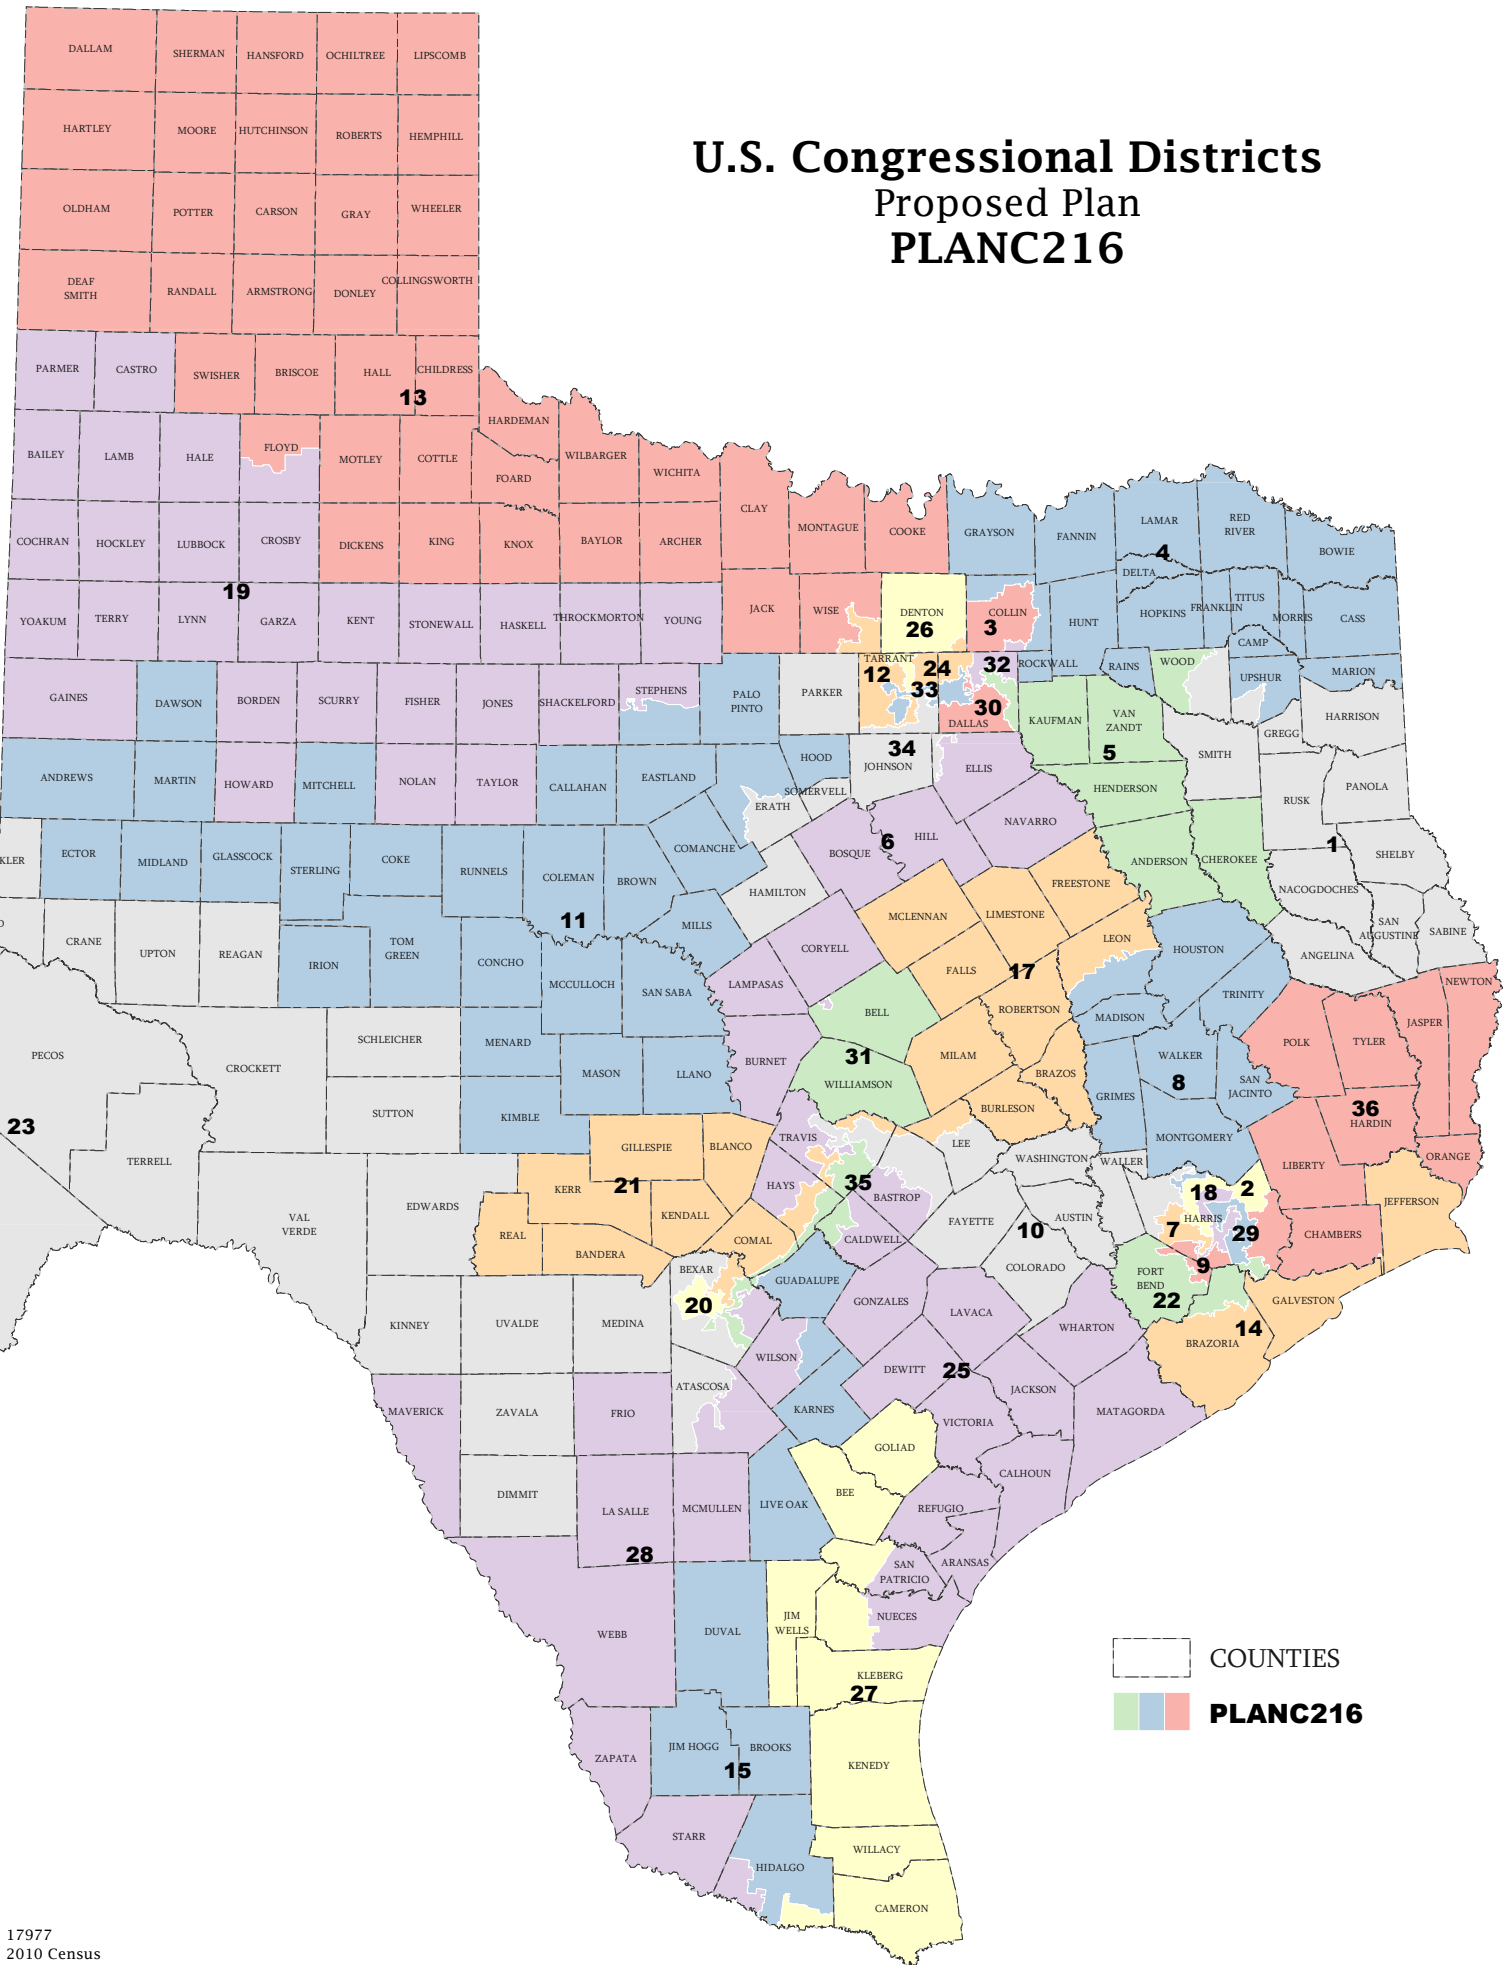 U.S. Congressional Districts
Proposed Plan
PLANC216
DALLAM
SHERMAN
HANSFORD
OCHILTREE
LIPSCOMB
HARTLEY
MOORE
HUTCHINSON
ROBERTS
HEMPHILL
OLDHAM
POTTER
CARSON
GRAY
WHEELER
DEAF
SMITH
RANDALL
ARMSTRONG
DONLEY
COLLINGSWORTH
PARMER
CASTRO
SWISHER
BRISCOE
HALL
CHILDRESS
13
HARDEMAN
BAILEY
LAMB
HALE
FLOYD
MOTLEY
COTTLE
FOARD
WILBARGER
WICHITA
CLAY
MONTAGUE
COOKE
GRAYSON
FANNIN
LAMAR
RED
RIVER
BOWIE
4
DELTA
COCHRAN
HOCKLEY
LUBBOCK
CROSBY
DICKENS
KING
KNOX
BAYLOR
ARCHER
19
YOAKUM
TERRY
LYNN
GARZA
KENT
STONEWALL
HASKELL
THROCKMORTON
YOUNG
JACK
WISE
DENTON
26
COLLIN
3
HUNT
HOPKINS
FRANKLIN
TITUS
MORRIS
CASS
CAMP
GAINES
DAWSON
BORDEN
SCURRY
FISHER
JONES
SHACKELFORD
STEPHENS
PALO
PINTO
PARKER
TARRANT
12
24
33
32
30
DALLAS
ROCKWALL
RAINS
WOOD
UPSHUR
MARION
KAUFMAN
VAN
ZANDT
5
GREGG
HARRISON
ANDREWS
MARTIN
HOWARD
MITCHELL
NOLAN
TAYLOR
CALLAHAN
EASTLAND
HOOD
34
JOHNSON
ELLIS
SMITH
SOMERVELL
ERATH
HENDERSON
RUSK
PANOLA
KLER
ECTOR
MIDLAND
GLASSCOCK
STERLING
COKE
RUNNELS
COLEMAN
BROWN
COMANCHE
BOSQUE
6
HILL
NAVARRO
ANDERSON
CHEROKEE
1
SHELBY
NACOGDOCHES
11
HAMILTON
FREESTONE
MCLENNAN
LIMESTONE
CRANE
UPTON
REAGAN
IRION
TOM
GREEN
CONCHO
MILLS
CORYELL
LEON
HOUSTON
ANGELINA
SAN
AUGUSTINE
SABINE
MCCULLOCH
SAN SABA
LAMPASAS
FALLS
17
NEWTON
BELL
ROBERTSON
MADISON
TRINITY
JASPER
PECOS
CROCKETT
SCHLEICHER
MENARD
MASON
LLANO
BURNET
31
WILLIAMSON
MILAM
BRAZOS
WALKER
8
POLK
TYLER
SAN
JACINTO
GRIMES
23
SUTTON
KIMBLE
BURLESON
36
HARDIN
TERRELL
GILLESPIE
BLANCO
TRAVIS
LEE
WASHINGTON
WALLER
MONTGOMERY
LIBERTY
ORANGE
KERR
21
HAYS
35
BASTROP
18
2
JEFFERSON
EDWARDS
VAL
VERDE
REAL
KENDALL
BANDERA
COMAL
CALDWELL
FAYETTE
10
AUSTIN
7
HARRIS
29
CHAMBERS
BEXAR
20
GUADALUPE
COLORADO
FORT
BEND
22
9
GONZALES
LAVACA
WHARTON
GALVESTON
14
BRAZORIA
KINNEY
UVALDE
MEDINA
WILSON
DEWITT
25
JACKSON
MATAGORDA
ATASCOSA
KARNES
VICTORIA
MAVERICK
ZAVALA
FRIO
GOLIAD
CALHOUN
DIMMIT
LA SALLE
MCMULLEN
LIVE OAK
BEE
REFUGIO
28
SAN
PATRICIO
ARANSAS
WEBB
DUVAL
JIM
WELLS
NUECES
KLEBERG
27
ZAPATA
JIM HOGG
BROOKS
15
KENEDY
STARR
HIDALGO
WILLACY
CAMERON
COUNTIES
PLANC216
17977
2010 Census